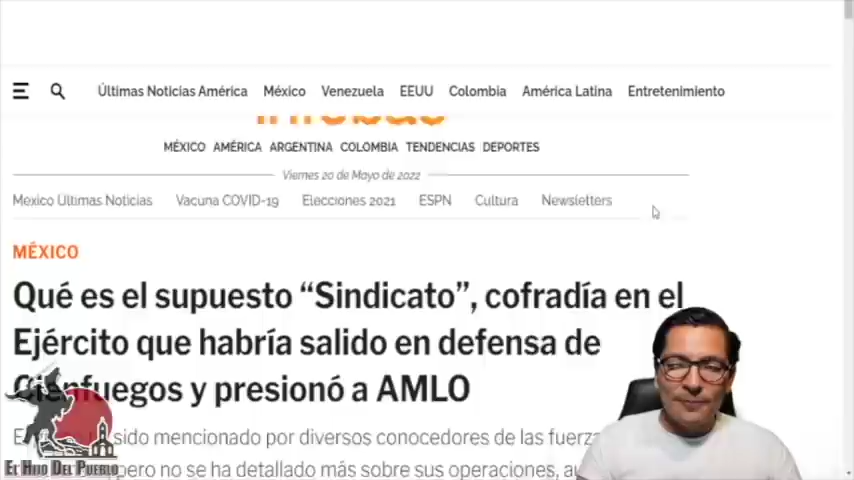 Últimas Noticias América México Venezuela EEUU Colombia América Latina Entretenimiento
infobae
MÉXICO AMÉRICA ARGENTINA COLOMBIA TENDENCIAS DEPORTES
Viernes 20 de Mayo de 2022
Mexico Últimas Noticias Vacuna COVID-19 Elecciones 2021 ESPN Cultura Newsletters
MÉXICO
Qué es el supuesto “Sindicato”, cofradía en el
Ejército que habría salido en defensa de
Cienfuegos y presionó a AMLO
sido mencionado por diversos conocedores de las
pero no se ha detallado más sobre sus operaciones,
EL HIJO DEL PUEBLO